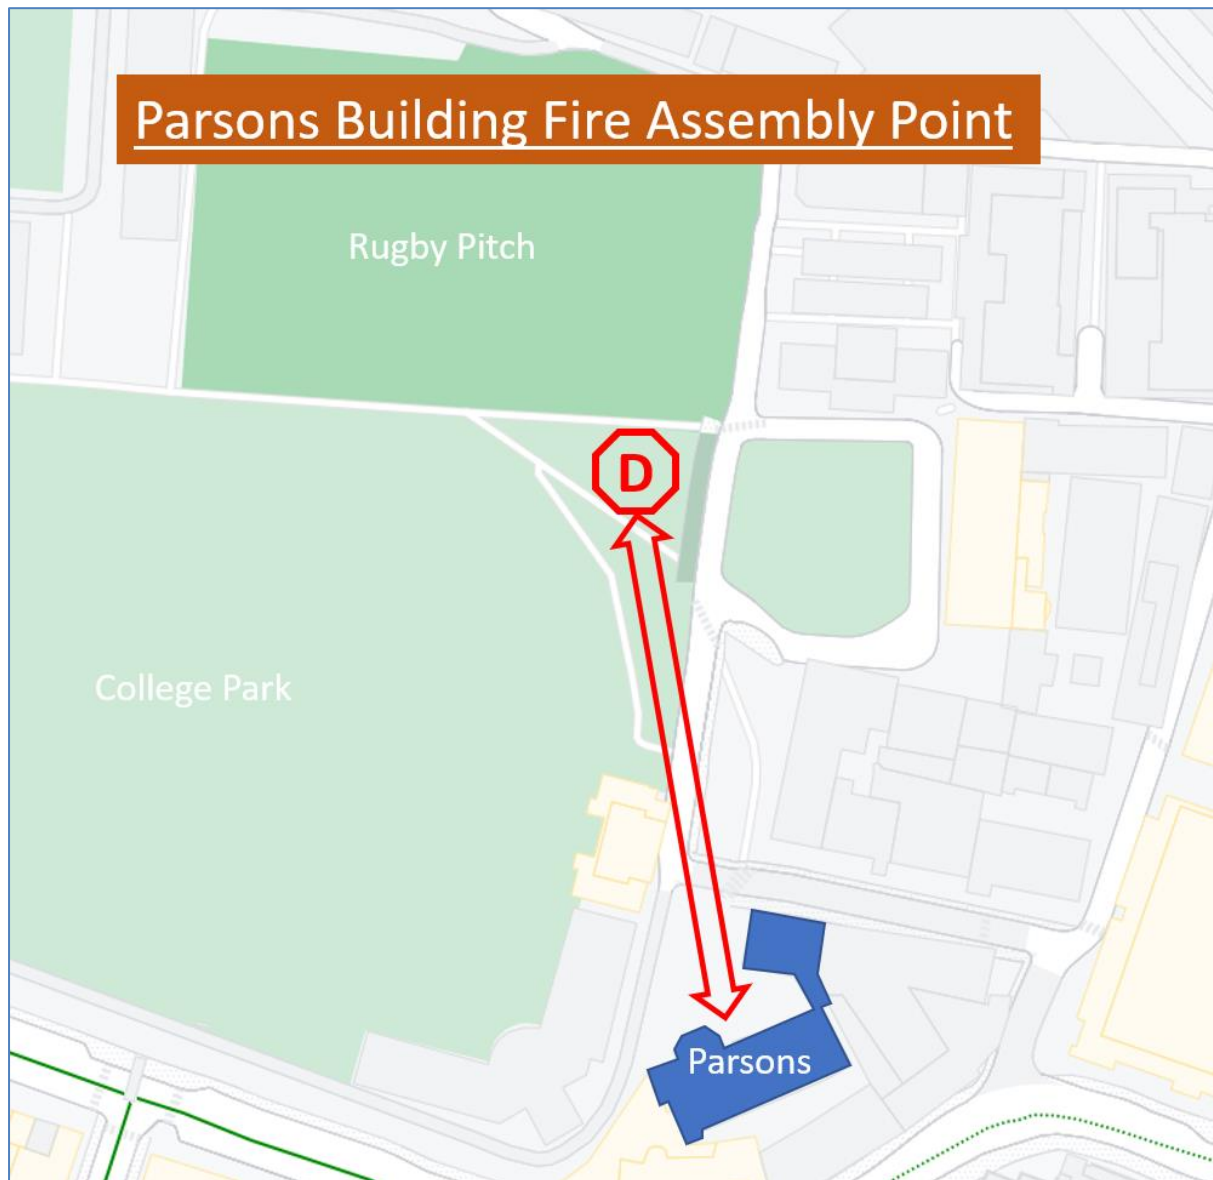 Parsons Building Fire Assembly Point
Rugby Pitch
D
College Park
Parsons